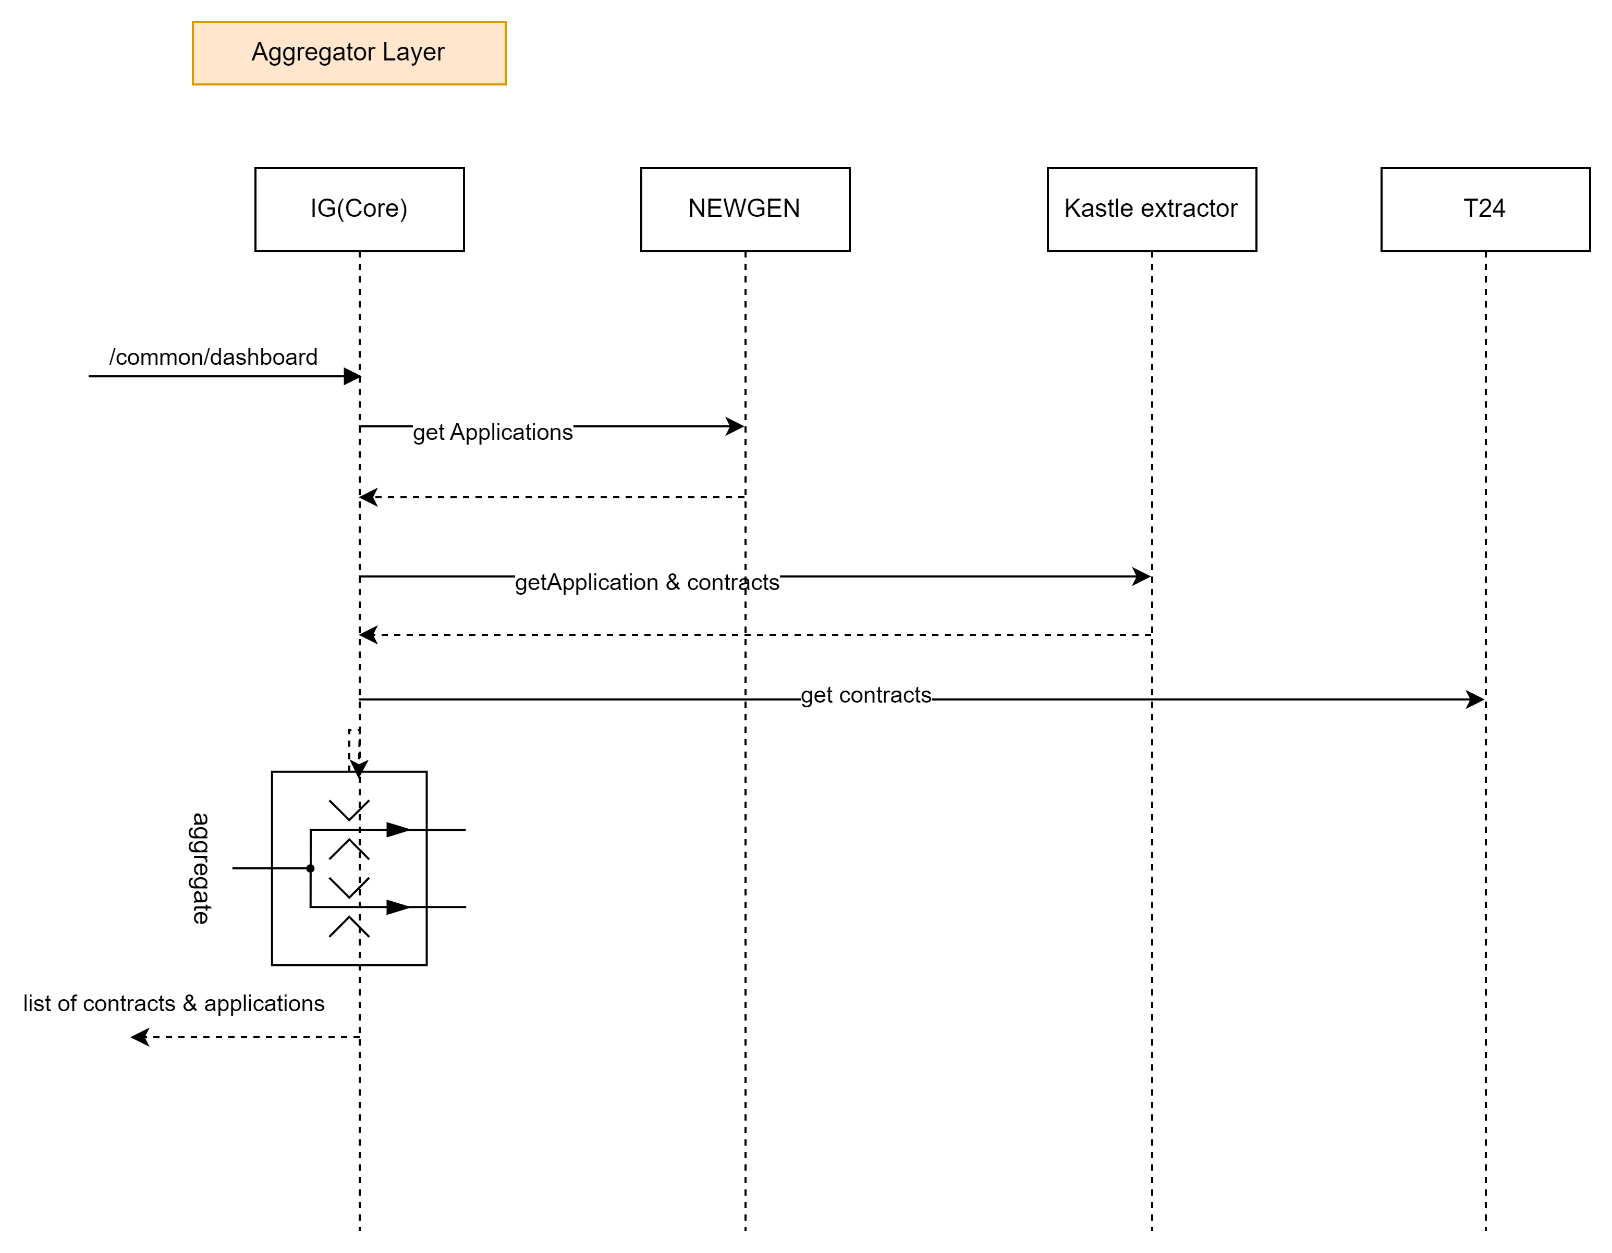 Aggregator Layer
IG(Core)
NEWGEN
Kastle extractor
T24
/common/dashboard
get Applications
getApplication & contracts
get contracts
aggregate
list of contracts & applications